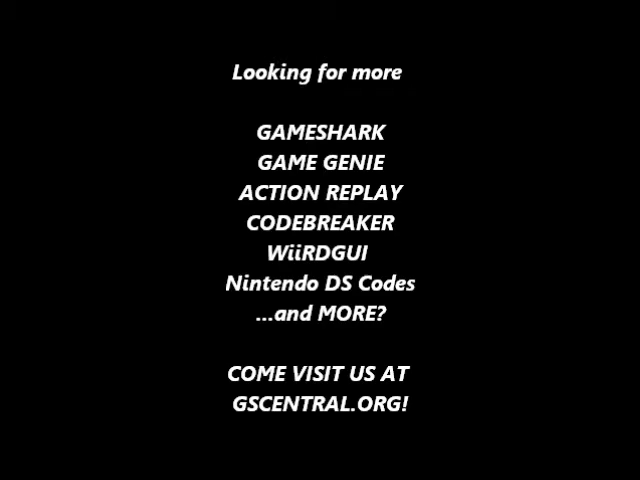 Looking for more
GAMESHARK
GAME GENIE
ACTION REPLAY
CODEBREAKER
WiiRDGUI
Nintendo DS Codes
...and MORE?
COME VISIT US AT
GSCENTRAL.ORG!